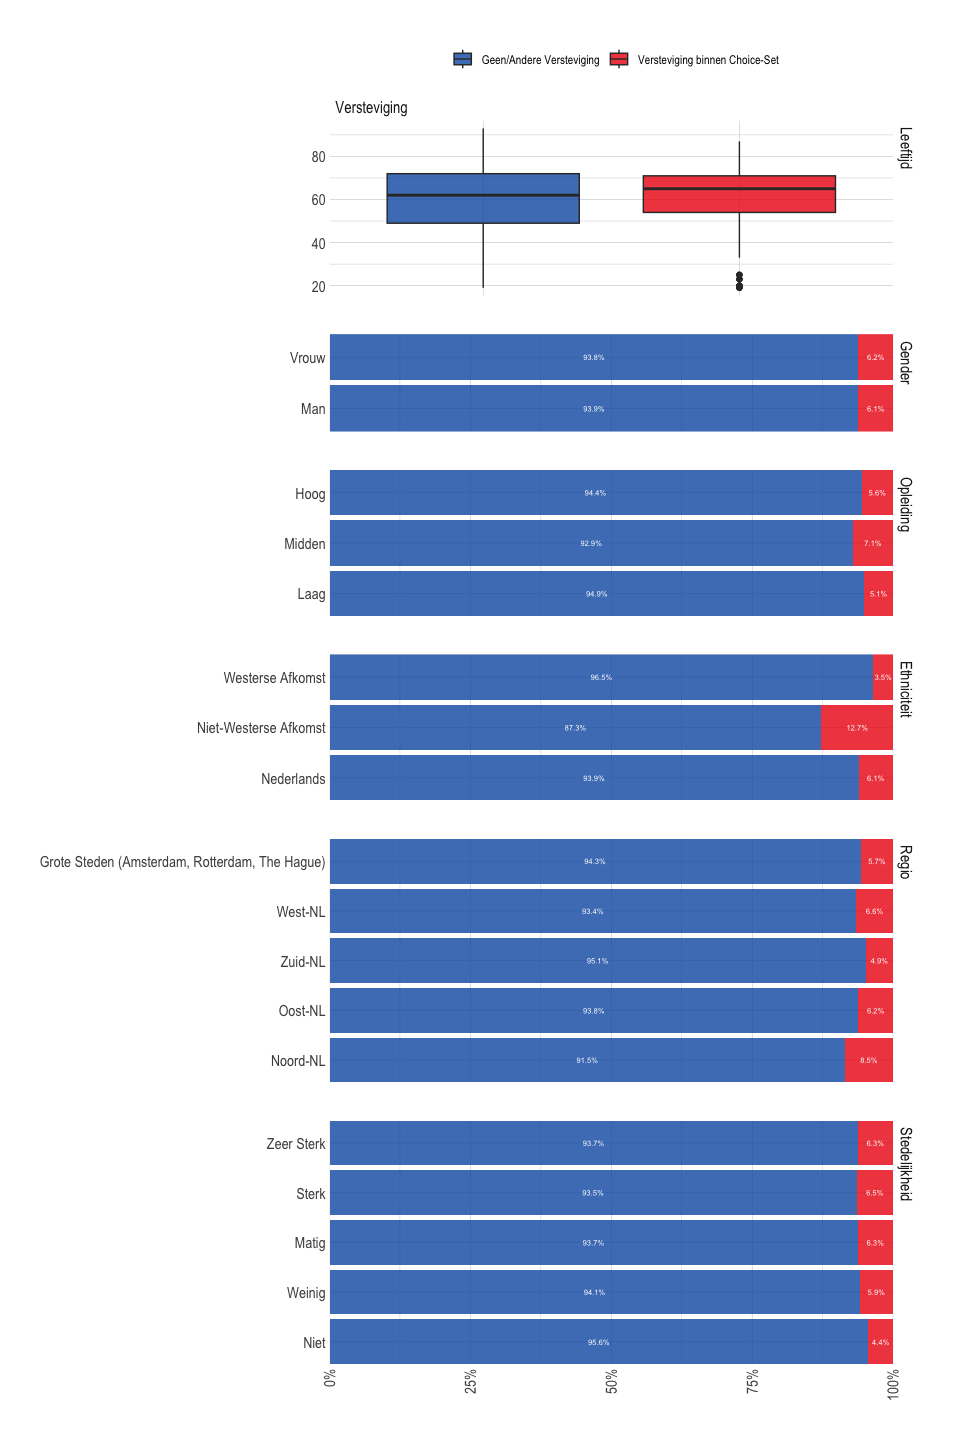 Geen/Andere Versteviging Versteviging binnen Choice-Set
Versteviging
Leeftijd
80
60
40
20
Gender
Vrouw 93.8% 6.2%
Man 93.9% 6.1%
Opleiding
Hoog 94.4% 5.6%
Midden 92.9% 7.1%
Laag 94.9% 5.1%
Ethniciteit
Westerse Afkomst 96.5% 3.5%
Niet-Westerse Afkomst 87.3% 12.7%
Nederlands 93.9% 6.1%
Regio
Grote Steden (Amsterdam, Rotterdam, The Hague) 94.3% 5.7%
West-NL 93.4% 6.6%
Zuid-NL 95.1% 4.9%
Oost-NL 93.8% 6.2%
Noord-NL 91.5% 8.5%
Stedelijkheid
Zeer Sterk 93.7% 6.3%
Sterk 93.5% 6.5%
Matig 93.7% 6.3%
Weinig 94.1% 5.9%
Niet 95.6% 4.4%
0% 25% 50% 75% 100%